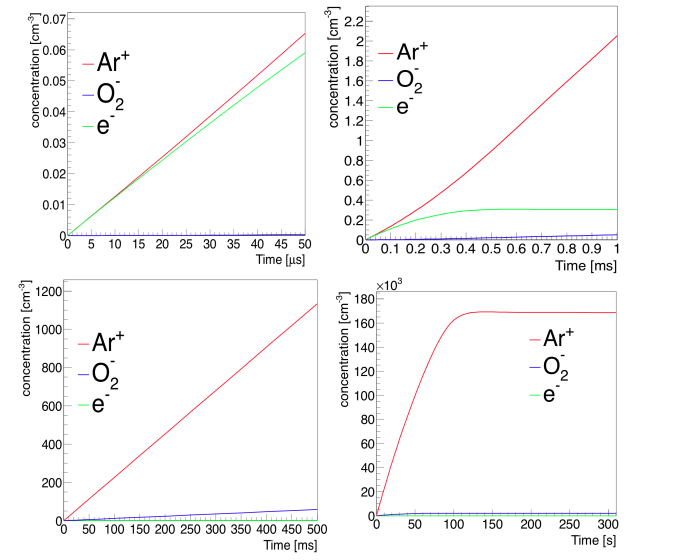 concentration [cm⁻³]
0.07
0.06
0.05
0.04
0.03
0.02
0.01
0
Ar⁺
O₂⁻
e⁻
0 5 10 15 20 25 30 35 40 45 50
Time [μs]
concentration [cm⁻³]
2.2
2
1.8
1.6
1.4
1.2
1
0.8
0.6
0.4
0.2
0
Ar⁺
O₂⁻
e⁻
0 0.1 0.2 0.3 0.4 0.5 0.6 0.7 0.8 0.9 1
Time [ms]
concentration [cm⁻³]
1200
1000
800
600
400
200
0
Ar⁺
O₂⁻
e⁻
0 50 100 150 200 250 300 350 400 450 500
Time [ms]
×10³
concentration [cm⁻³]
180
160
140
120
100
80
60
40
20
0
Ar⁺
O₂⁻
e⁻
0 50 100 150 200 250 300
Time [s]